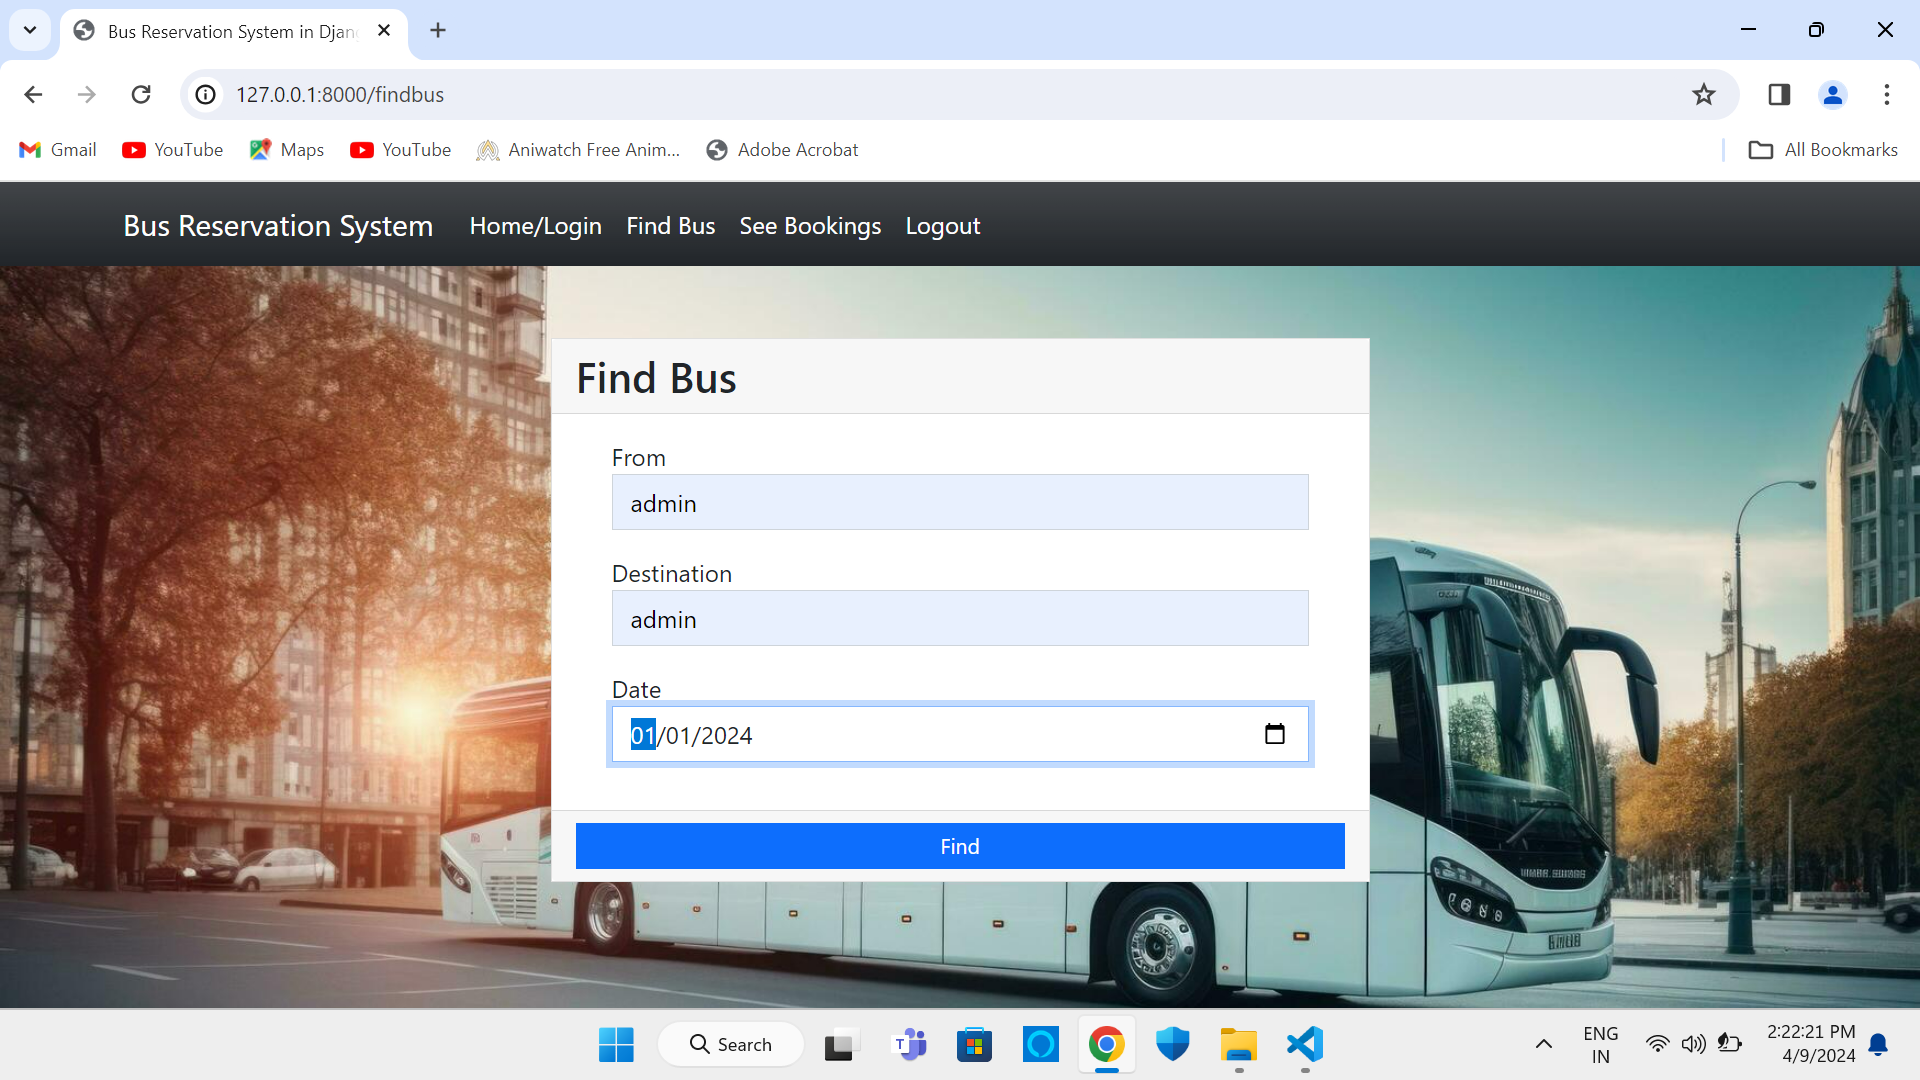 Bus Reservation System in Djan
127.0.0.1:8000/findbus
Gmail YouTube Maps YouTube Aniwatch Free Anim... Adobe Acrobat All Bookmarks
Bus Reservation System Home/Login Find Bus See Bookings Logout
Find Bus
From
admin
Destination
admin
Date
01/01/2024
Find
Search
ENG
IN
2:22:21 PM
4/9/2024